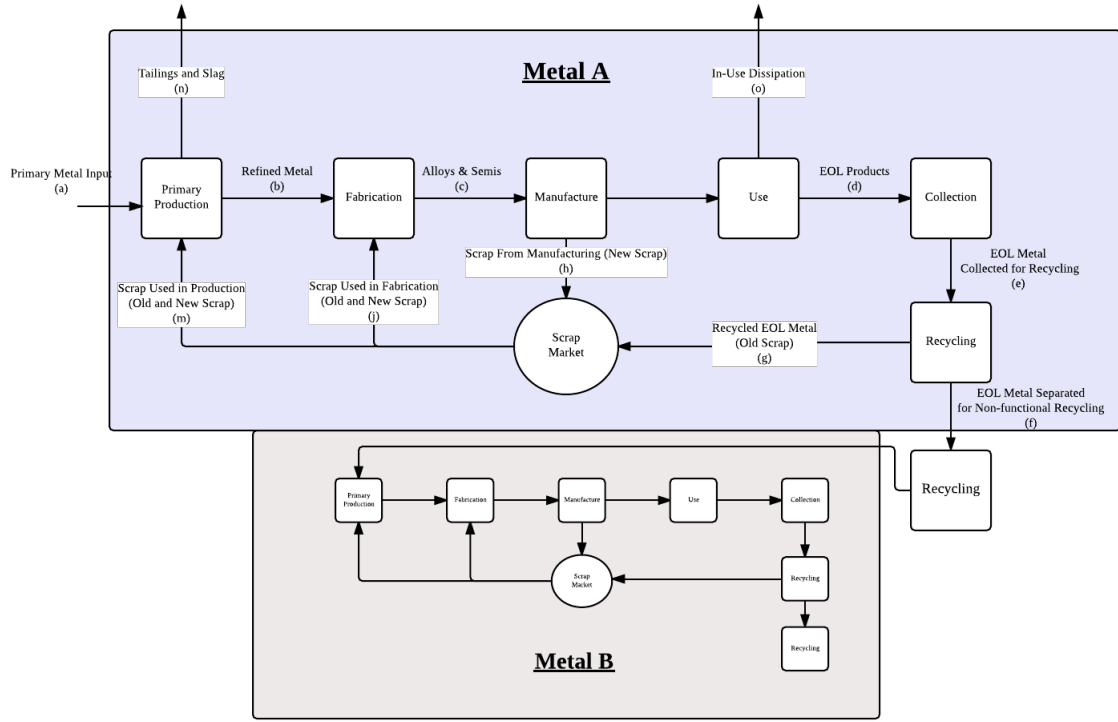 Metal A
Tailings and Slag
(n)
In-Use Dissipation
(o)
Primary Metal Input
(a)
Primary
Production
Refined Metal
(b)
Fabrication
Alloys & Semis
(c)
Manufacture
Use
EOL Products
(d)
Collection
Scrap From Manufacturing (New Scrap)
(h)
EOL Metal
Collected for Recycling
(e)
Scrap Used in Production
(Old and New Scrap)
(m)
Scrap Used in Fabrication
(Old and New Scrap)
(j)
Scrap
Market
Recycled EOL Metal
(Old Scrap)
(g)
Recycling
EOL Metal Separated
for Non-functional Recycling
(f)
Recycling
Primary
Production
Fabrication
Manufacture
Use
Collection
Scrap
Market
Recycling
Recycling
Metal B